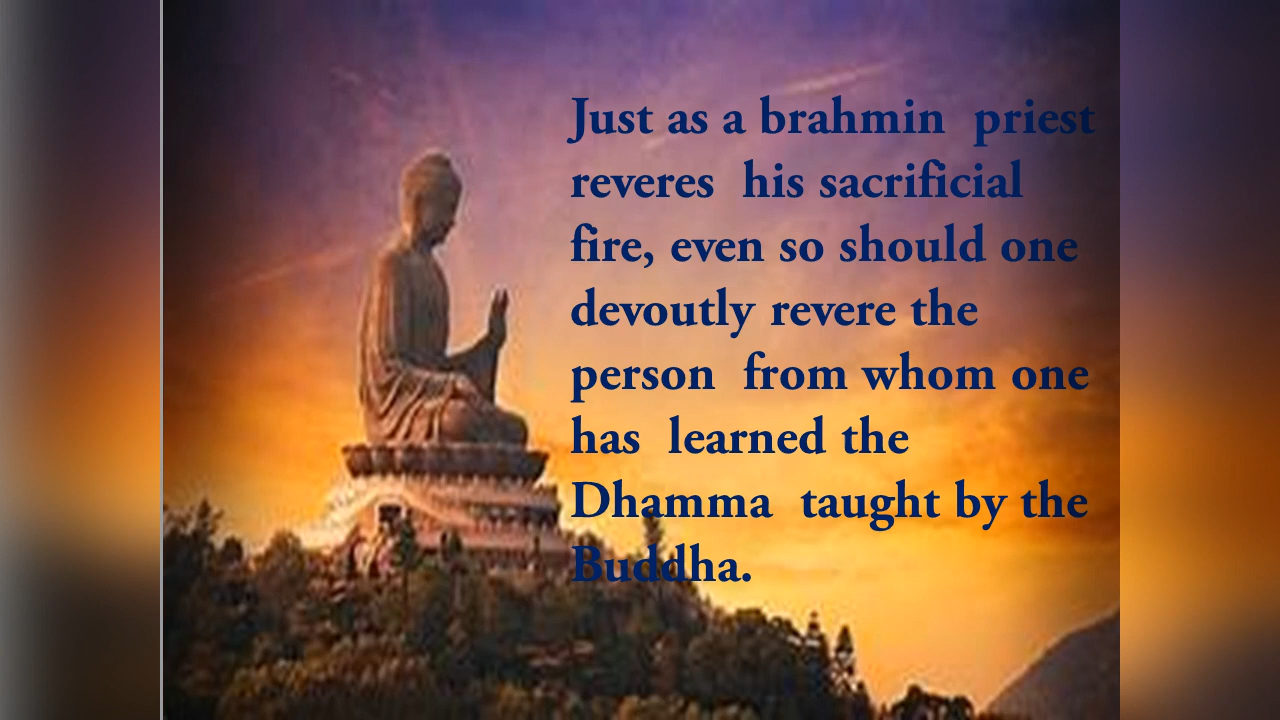 Just as a brahmin  priest
reveres  his sacrificial
fire, even so should one
devoutly revere the
person  from whom one
has  learned the
Dhamma  taught by the
Buddha.